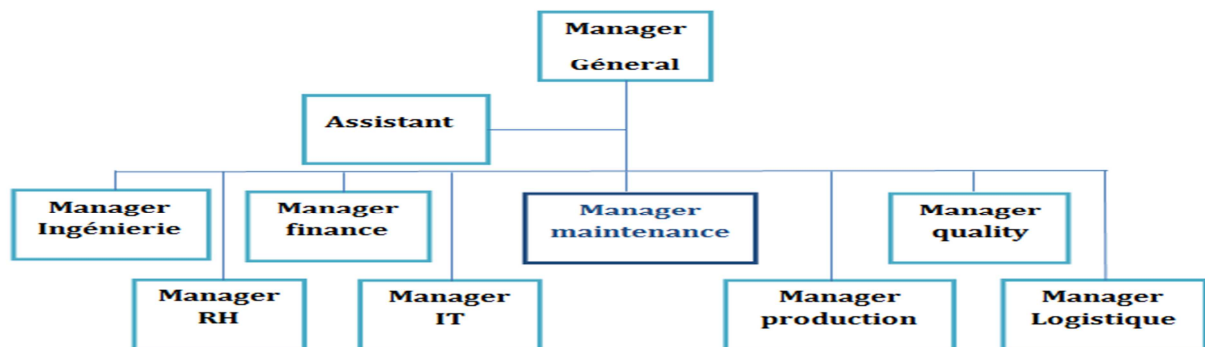 Manager
Géneral
Assistant
Manager
Ingénierie
Manager
finance
Manager
maintenance
Manager
quality
Manager
RH
Manager
IT
Manager
production
Manager
Logistique